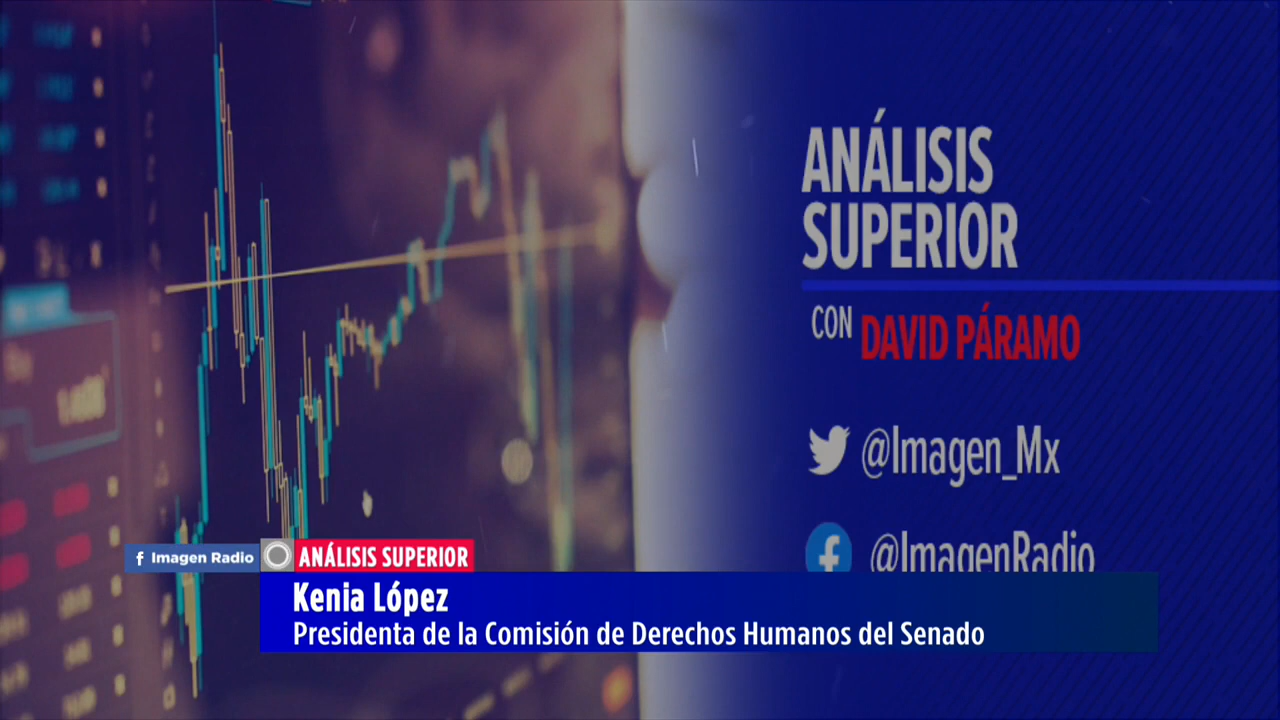 ANÁLISIS
SUPERIOR
CON DAVID PÁRAMO
@Imagen_Mx
@ImagenRadio
f Imagen Radio
ANÁLISIS SUPERIOR
Kenia López
Presidenta de la Comisión de Derechos Humanos del Senado